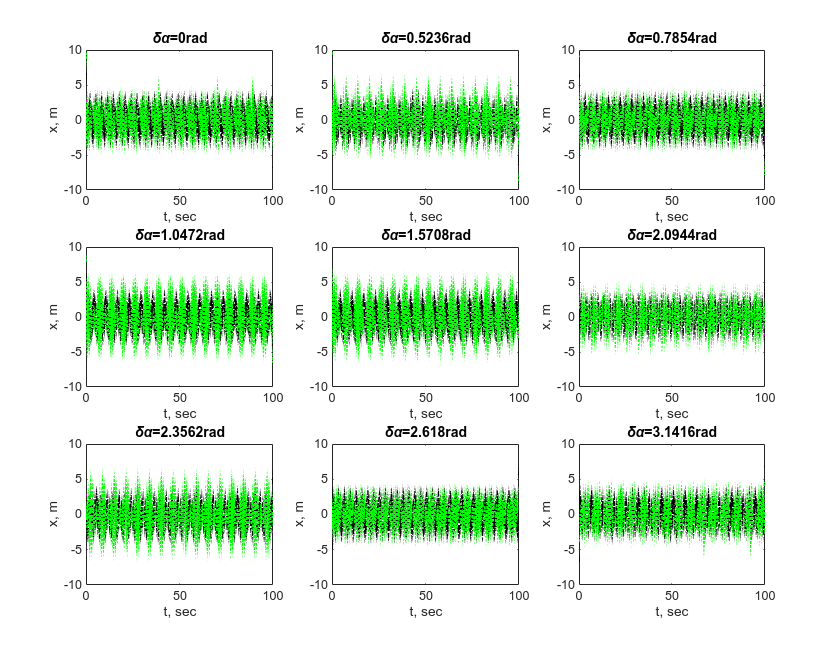 δα=0rad δα=0.5236rad δα=0.7854rad
10 10 10
5 5 5
x, m 0 x, m 0 x, m 0
-5 -5 -5
-10 -10 -10
0 50 100 0 50 100 0 50 100
t, sec t, sec t, sec
δα=1.0472rad δα=1.5708rad δα=2.0944rad
10 10 10
5 5 5
x, m 0 x, m 0 x, m 0
-5 -5 -5
-10 -10 -10
0 50 100 0 50 100 0 50 100
t, sec t, sec t, sec
δα=2.3562rad δα=2.618rad δα=3.1416rad
10 10 10
5 5 5
x, m 0 x, m 0 x, m 0
-5 -5 -5
-10 -10 -10
0 50 100 0 50 100 0 50 100
t, sec t, sec t, sec